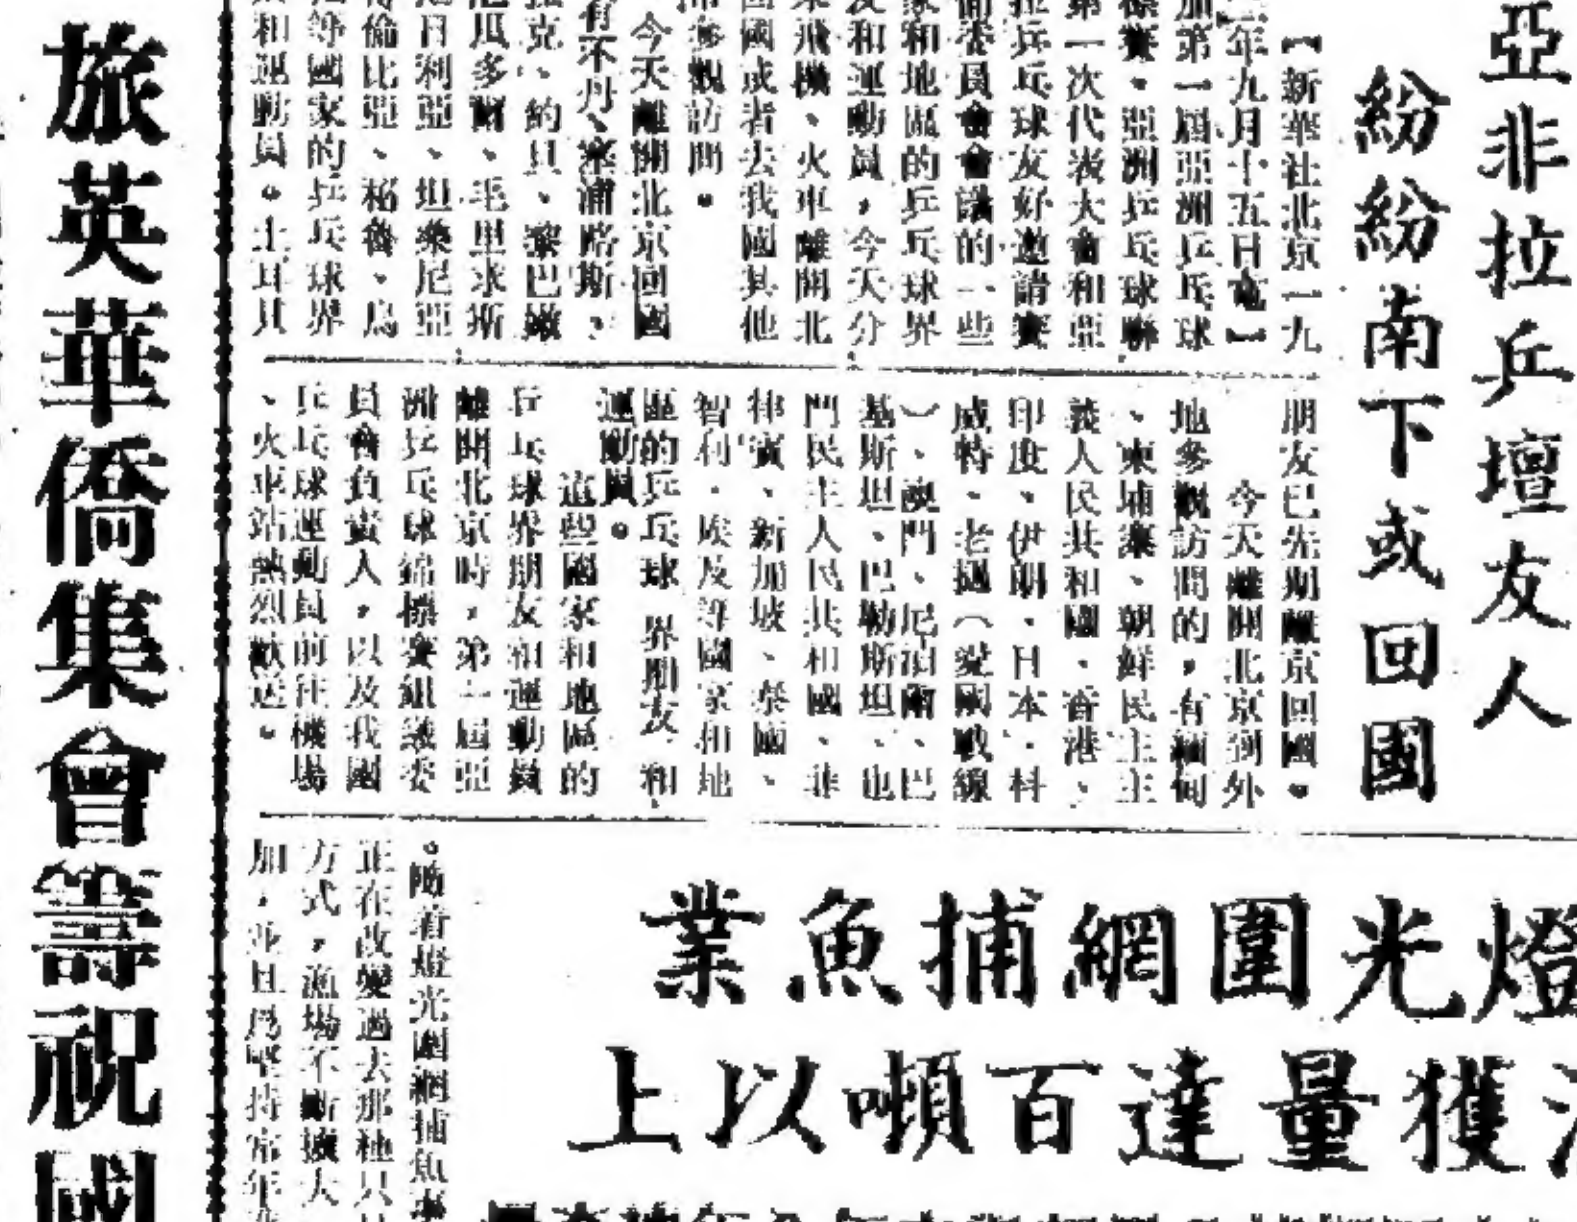 亞非拉乒壇友人
紛紛南下或回國
【新華社北京一九
年九月十五日電】
加第一屆亞洲乒乓球
標賽、亞洲乒乓球聯
第一次代表大會和亞
拉乒乓球友好邀請賽
備委員會會議的一些
家和地區的乒乓球界
友和運動員,今天分
乘飛機、火車離開北
回國或者去我國其他
參觀訪問。
今天離開北京回國
有不丹、塞浦路斯、
克、約旦、黎巴嫩
厄瓜多爾、毛里求斯
日利亞、坦桑尼亞
倫比亞、秘魯、烏
等國家的乒乓球界
和運動員。土耳其
朋友已先期離京回國。
今天離開北京到外
地參觀訪問的,有緬甸
、柬埔寨、朝鮮民主主
義人民共和國、香港、
印度、伊朗、日本、科
威特、老撾(愛國戰線
)、澳門、尼泊爾、巴
基斯坦、巴勒斯坦、也
門民主人民共和國、菲
律賓、新加坡、泰國、
智利、埃及等國家和地
區的乒乓球界朋友和
運動員。
這些國家和地區的
乒乓球界朋友和運動員
離開北京時,第一屆亞
洲乒乓球錦標賽組織委
員會負責人,以及我國
乒乓球運動員前往機場
、火車站熱烈歡送。
燈光圍網捕魚業
獲量達百噸以上
。隨着燈光圍網捕魚
正在改變過去那種只
方式,漁場不斷擴大
加,並且爲堅持常年
旅英華僑集會籌祝國